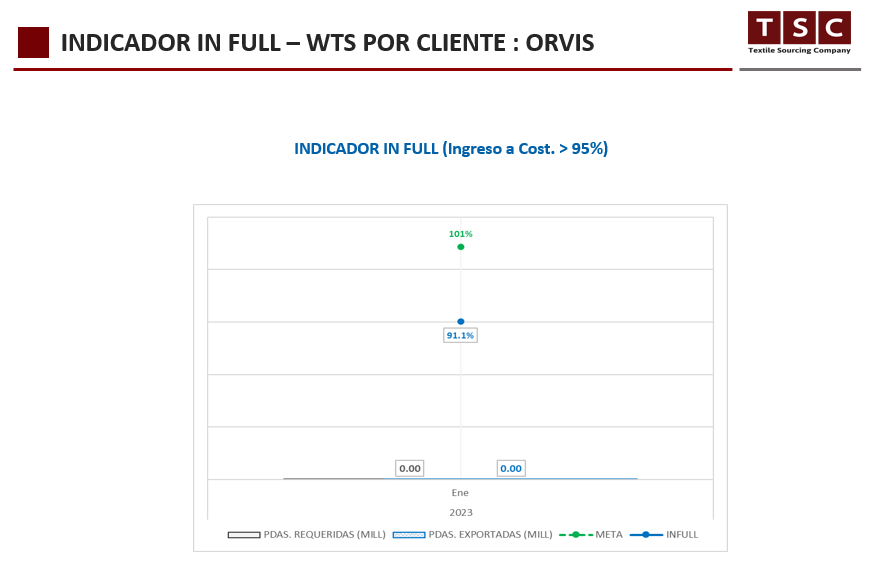 INDICADOR IN FULL – WTS POR CLIENTE : ORVIS
T S C
Textile Sourcing Company
INDICADOR IN FULL (Ingreso a Cost. > 95%)
101%
91.1%
0.00
0.00
Ene
2023
PDAS. REQUERIDAS (MILL) PDAS. EXPORTADAS (MILL) META INFULL